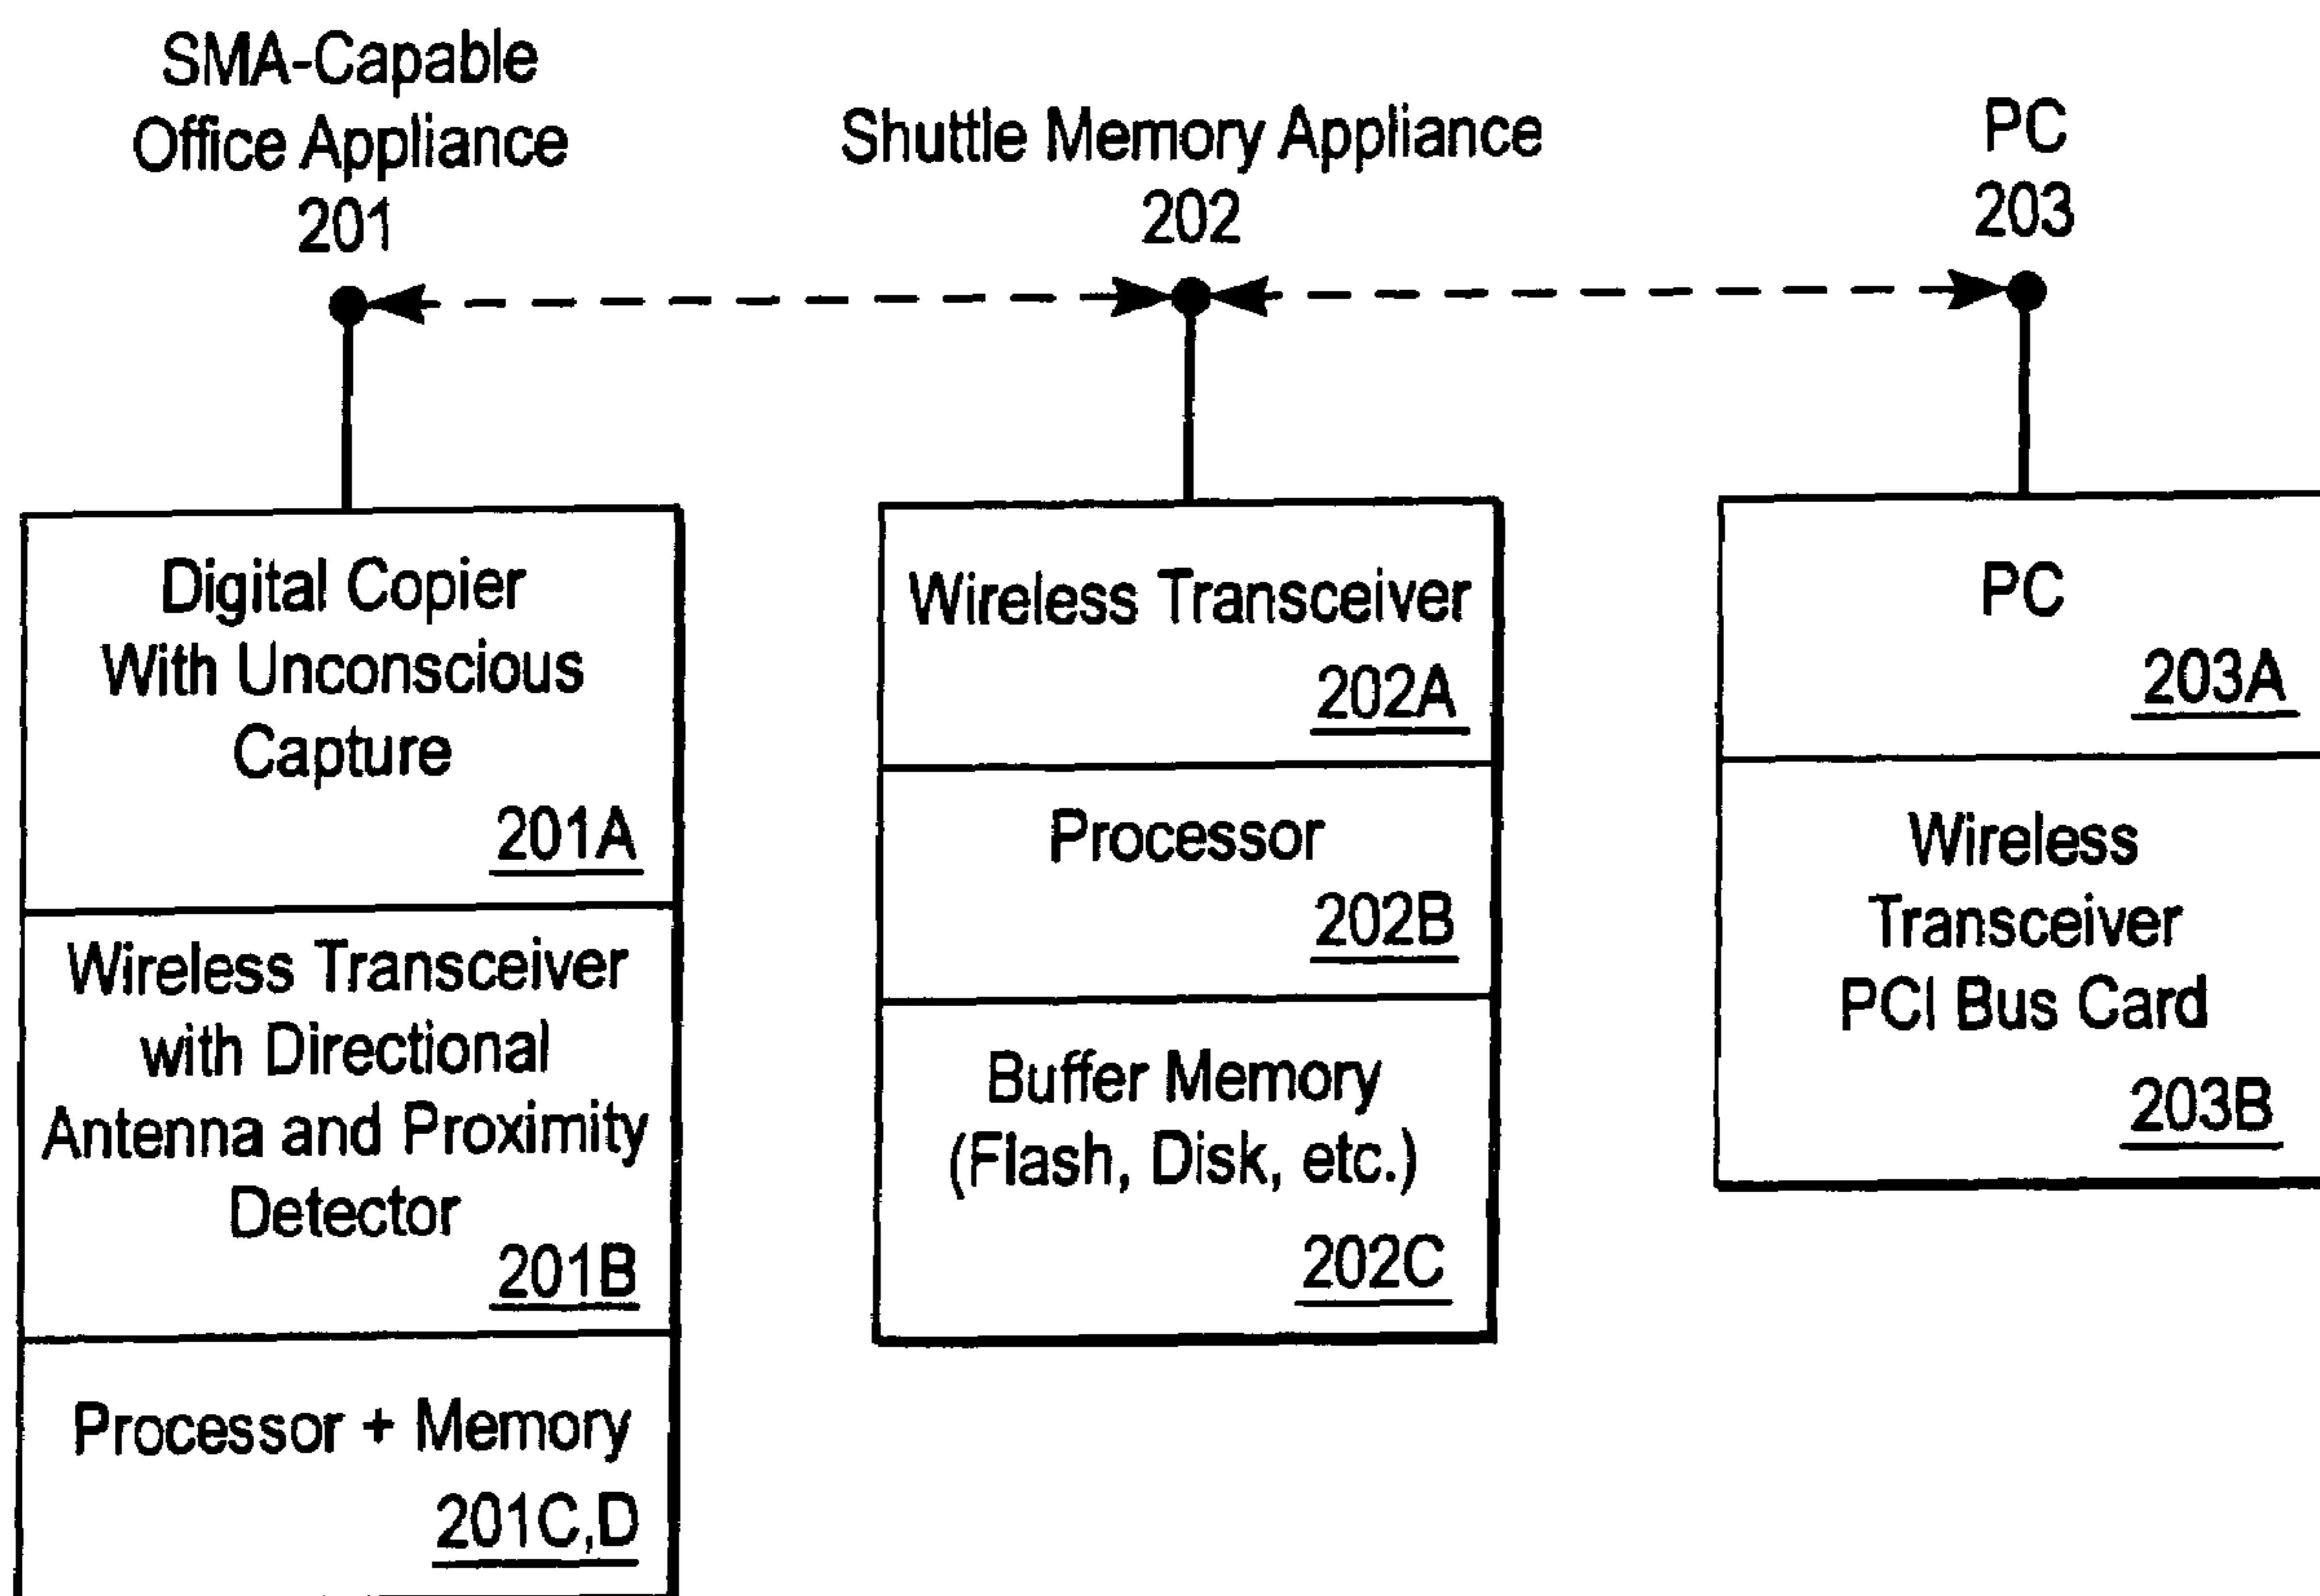 SMA-Capable
Office Appliance
201
Shuttle Memory Appliance
202
PC
203
Digital Copier
With Unconscious
Capture
201A
Wireless Transceiver
with Directional
Antenna and Proximity
Detector
201B
Processor + Memory
201C,D
Wireless Transceiver
202A
Processor
202B
Buffer Memory
(Flash, Disk, etc.)
202C
PC
203A
Wireless
Transceiver
PCI Bus Card
203B